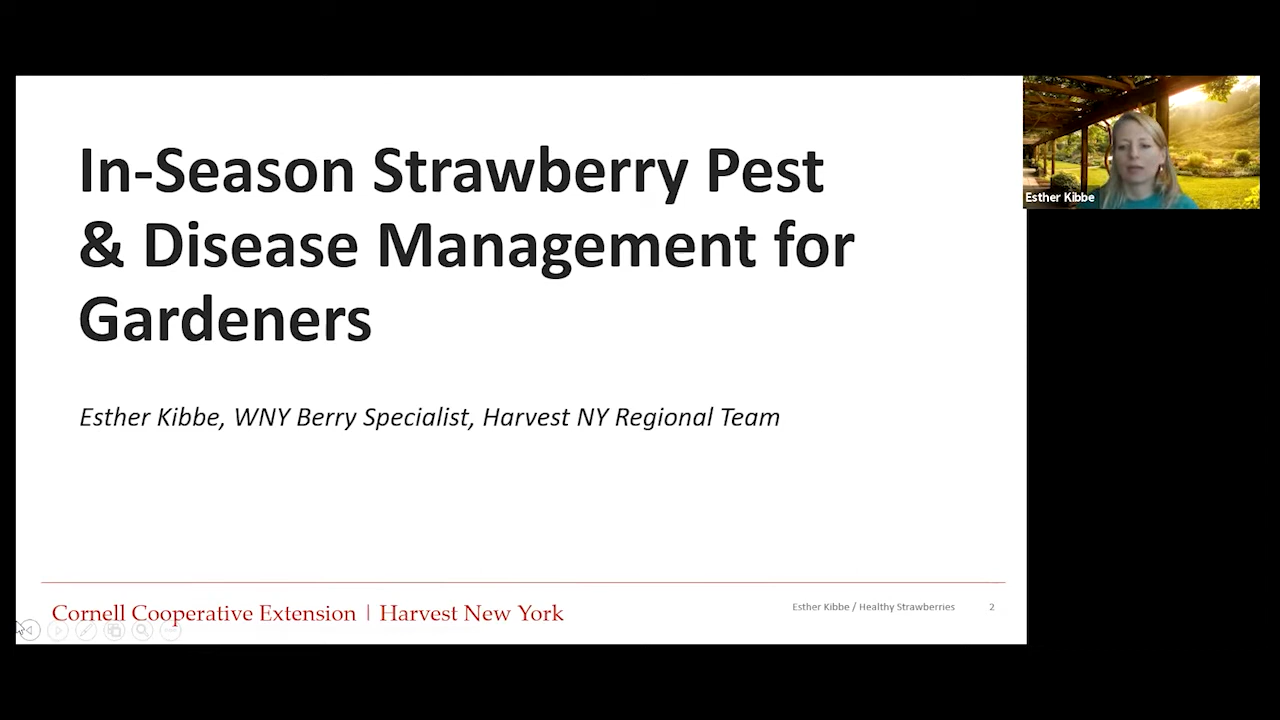 In-Season Strawberry Pest
& Disease Management for
Gardeners
Esther Kibbe, WNY Berry Specialist, Harvest NY Regional Team
Cornell Cooperative Extension | Harvest New York
Esther Kibbe / Healthy Strawberries
2
Esther Kibbe